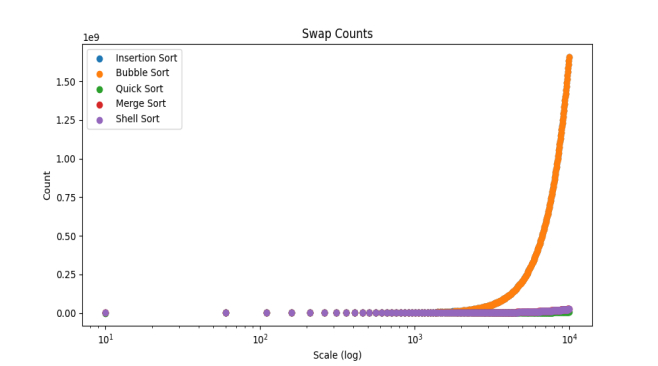 Swap Counts
1e9
Insertion Sort
Bubble Sort
Quick Sort
Merge Sort
Shell Sort
1.50
1.25
1.00
0.75
0.50
0.25
0.00
Count
10¹ 10² 10³ 10⁴
Scale (log)